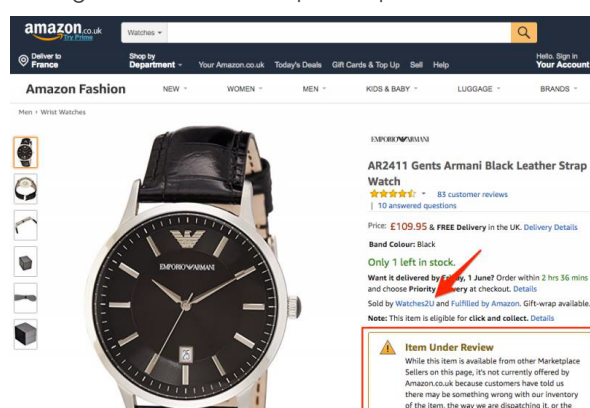 amazon.co.uk
Try Prime
Watches
Deliver to
France
Shop by
Department
Your Amazon.co.uk Today's Deals Gift Cards & Top Up Sell Help
Hello. Sign in
Your Account
Amazon Fashion
NEW WOMEN MEN KIDS & BABY LUGGAGE BRANDS
Men › Wrist Watches
EMPORIO ARMANI
AR2411 Gents Armani Black Leather Strap
Watch
83 customer reviews
| 10 answered questions
Price: £109.95 & FREE Delivery in the UK. Delivery Details
Band Colour: Black
Only 1 left in stock.
Want it delivered by Friday, 1 June? Order within 2 hrs 36 mins
and choose Priority Delivery at checkout. Details
Sold by Watches2U and Fulfilled by Amazon. Gift-wrap available.
Note: This item is eligible for click and collect. Details
Item Under Review
While this item is available from other Marketplace
Sellers on this page, it's not currently offered by
Amazon.co.uk because customers have told us
there may be something wrong with our inventory
of the item, the way we are dispatching it, or the
EMPORIO ARMANI
25